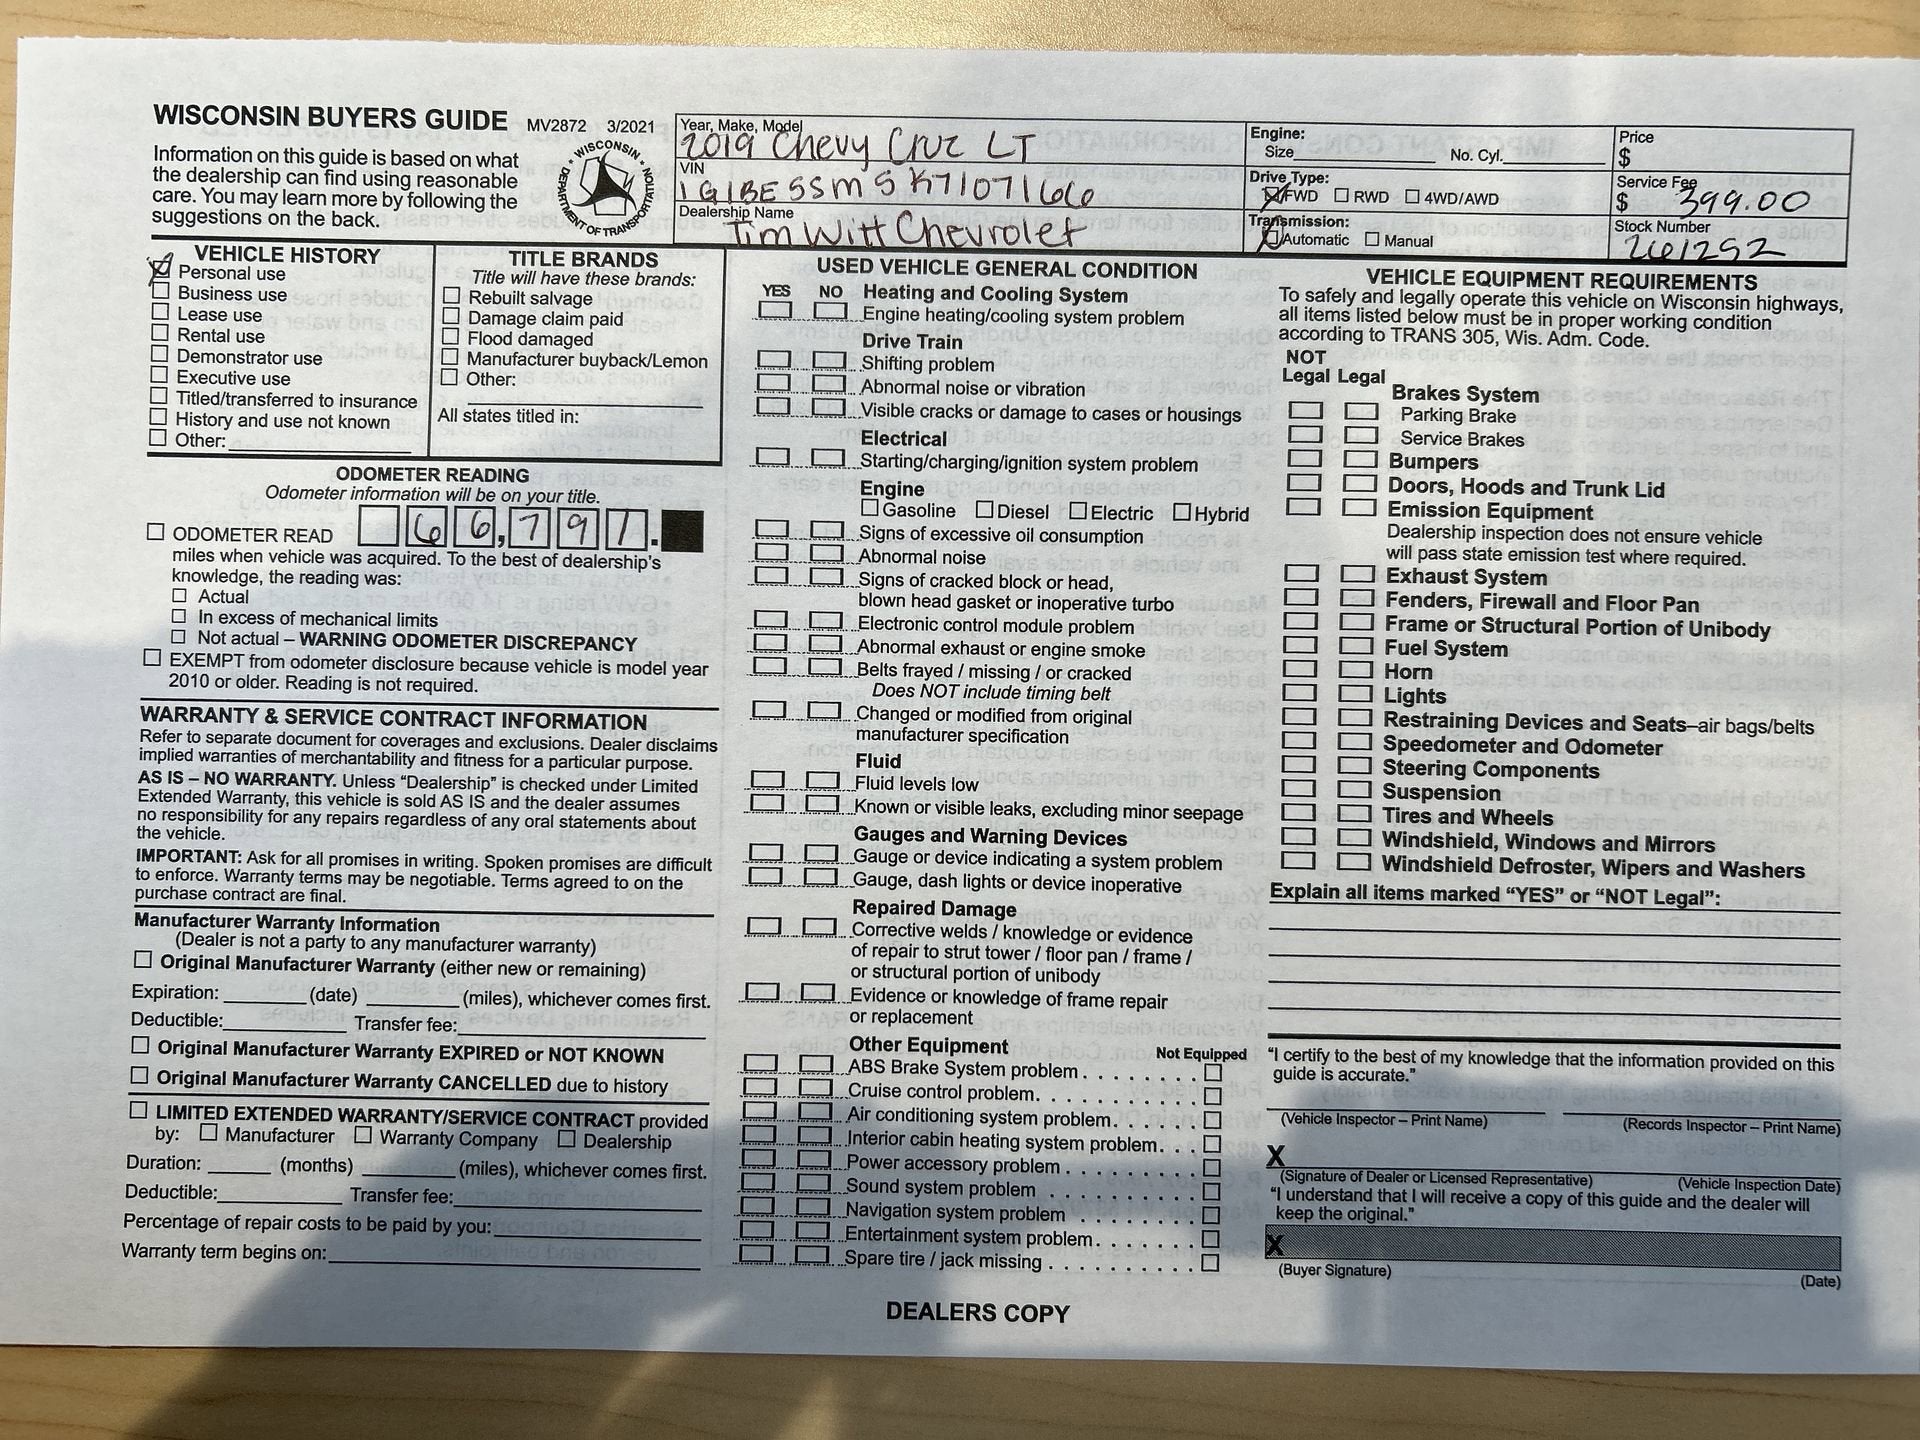 WISCONSIN BUYERS GUIDE MV2872 3/2021
Information on this guide is based on what
the dealership can find using reasonable
care. You may learn more by following the
suggestions on the back.
WISCONSIN
DEPARTMENT OF TRANSPORTATION
Year, Make, Model
2019 Chevy Cruz LT
VIN
1G1BE5SM5K7107166
Dealership Name
Tim Witt Chevrolet
Engine:
Size No. Cyl.
Drive Type:
FWD RWD 4WD/AWD
Transmission:
Automatic Manual
Price
$
Service Fee
$ 399.00
Stock Number
261252
VEHICLE HISTORY
Personal use
Business use
Lease use
Rental use
Demonstrator use
Executive use
Titled/transferred to insurance
History and use not known
Other:
TITLE BRANDS
Title will have these brands:
Rebuilt salvage
Damage claim paid
Flood damaged
Manufacturer buyback/Lemon
Other:
All states titled in:
ODOMETER READING
Odometer information will be on your title.
ODOMETER READ 66,791.
miles when vehicle was acquired. To the best of dealership's
knowledge, the reading was:
Actual
In excess of mechanical limits
Not actual – WARNING ODOMETER DISCREPANCY
EXEMPT from odometer disclosure because vehicle is model year
2010 or older. Reading is not required.
WARRANTY & SERVICE CONTRACT INFORMATION
Refer to separate document for coverages and exclusions. Dealer disclaims
implied warranties of merchantability and fitness for a particular purpose.
AS IS – NO WARRANTY. Unless "Dealership" is checked under Limited
Extended Warranty, this vehicle is sold AS IS and the dealer assumes
no responsibility for any repairs regardless of any oral statements about
the vehicle.
IMPORTANT: Ask for all promises in writing. Spoken promises are difficult
to enforce. Warranty terms may be negotiable. Terms agreed to on the
purchase contract are final.
Manufacturer Warranty Information
(Dealer is not a party to any manufacturer warranty)
Original Manufacturer Warranty (either new or remaining)
Expiration: (date) (miles), whichever comes first.
Deductible: Transfer fee:
Original Manufacturer Warranty EXPIRED or NOT KNOWN
Original Manufacturer Warranty CANCELLED due to history
LIMITED EXTENDED WARRANTY/SERVICE CONTRACT provided
by: Manufacturer Warranty Company Dealership
Duration: (months) (miles), whichever comes first.
Deductible: Transfer fee:
Percentage of repair costs to be paid by you:
Warranty term begins on:
USED VEHICLE GENERAL CONDITION
YES NO Heating and Cooling System
Engine heating/cooling system problem
Drive Train
Shifting problem
Abnormal noise or vibration
Visible cracks or damage to cases or housings
Electrical
Starting/charging/ignition system problem
Engine
Gasoline Diesel Electric Hybrid
Signs of excessive oil consumption
Abnormal noise
Signs of cracked block or head,
blown head gasket or inoperative turbo
Electronic control module problem
Abnormal exhaust or engine smoke
Belts frayed / missing / or cracked
Does NOT include timing belt
Changed or modified from original
manufacturer specification
Fluid
Fluid levels low
Known or visible leaks, excluding minor seepage
Gauges and Warning Devices
Gauge or device indicating a system problem
Gauge, dash lights or device inoperative
Repaired Damage
Corrective welds / knowledge or evidence
of repair to strut tower / floor pan / frame /
or structural portion of unibody
Evidence or knowledge of frame repair
or replacement
Other Equipment Not Equipped
ABS Brake System problem
Cruise control problem
Air conditioning system problem
Interior cabin heating system problem
Power accessory problem
Sound system problem
Navigation system problem
Entertainment system problem
Spare tire / jack missing
VEHICLE EQUIPMENT REQUIREMENTS
To safely and legally operate this vehicle on Wisconsin highways,
all items listed below must be in proper working condition
according to TRANS 305, Wis. Adm. Code.
NOT
Legal Legal
Brakes System
Parking Brake
Service Brakes
Bumpers
Doors, Hoods and Trunk Lid
Emission Equipment
Dealership inspection does not ensure vehicle
will pass state emission test where required.
Exhaust System
Fenders, Firewall and Floor Pan
Frame or Structural Portion of Unibody
Fuel System
Horn
Lights
Restraining Devices and Seats–air bags/belts
Speedometer and Odometer
Steering Components
Suspension
Tires and Wheels
Windshield, Windows and Mirrors
Windshield Defroster, Wipers and Washers
Explain all items marked "YES" or "NOT Legal":
"I certify to the best of my knowledge that the information provided on this
guide is accurate."
(Vehicle Inspector – Print Name) (Records Inspector – Print Name)
X
(Signature of Dealer or Licensed Representative) (Vehicle Inspection Date)
"I understand that I will receive a copy of this guide and the dealer will
keep the original."
X
(Buyer Signature) (Date)
DEALERS COPY